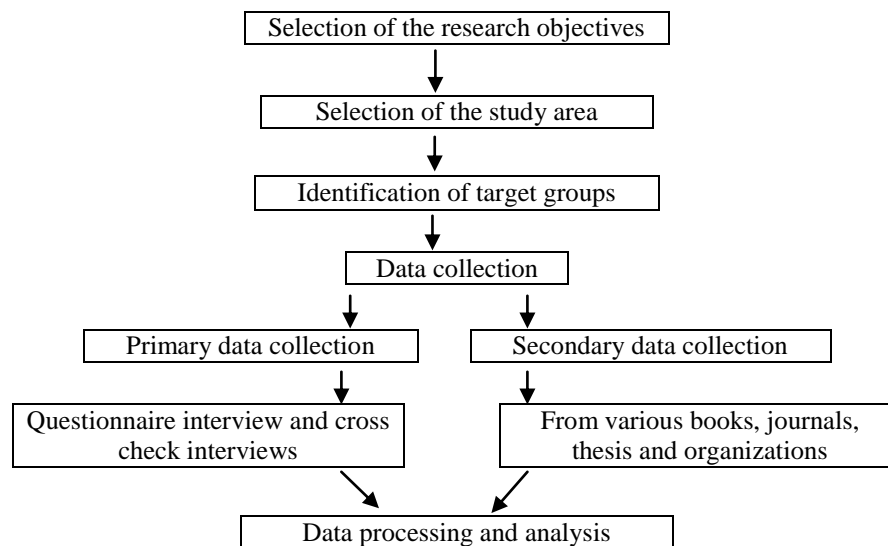 Selection of the research objectives
Selection of the study area
Identification of target groups
Data collection
Primary data collection
Secondary data collection
Questionnaire interview and cross
check interviews
From various books, journals,
thesis and organizations
Data processing and analysis